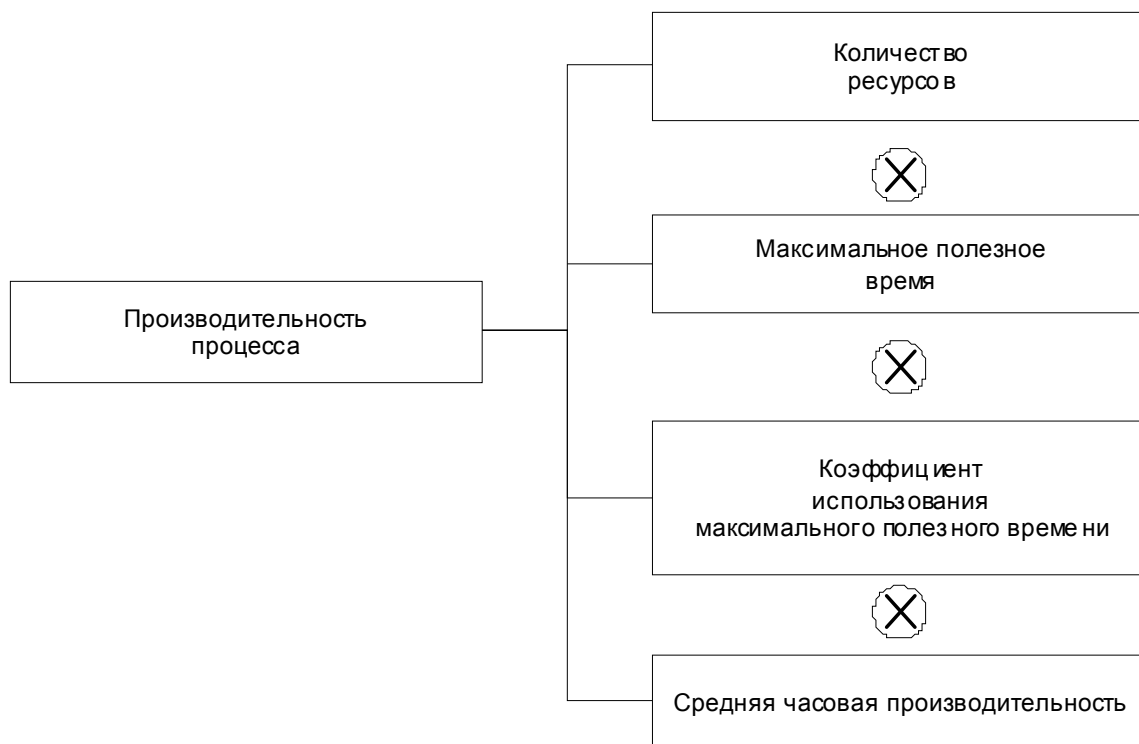 Количество
ресурсов
Максимальное полезное
время
Производительность
процесса
Коэффициент
использования
максимального полезного времени
Средняя часовая производительность